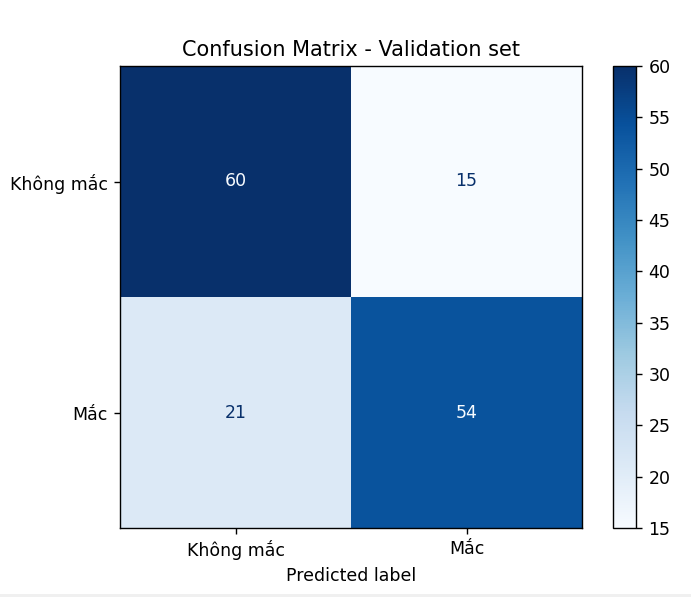 Confusion Matrix - Validation set
Không mắc
60
15
Mắc
21
54
Không mắc
Mắc
Predicted label
60
55
50
45
40
35
30
25
20
15